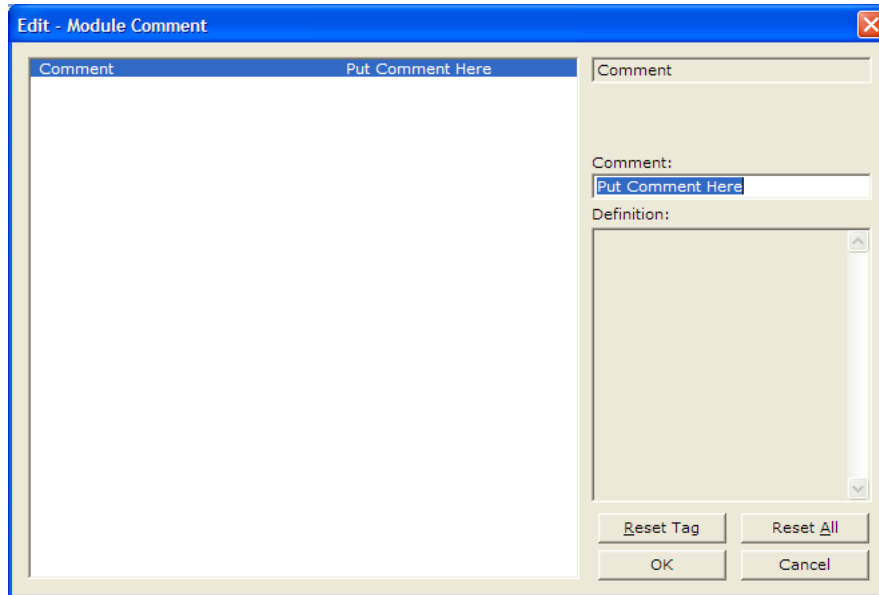 Edit - Module Comment
Comment Put Comment Here
Comment
Comment:
Put Comment Here
Definition:
Reset Tag Reset All
OK Cancel